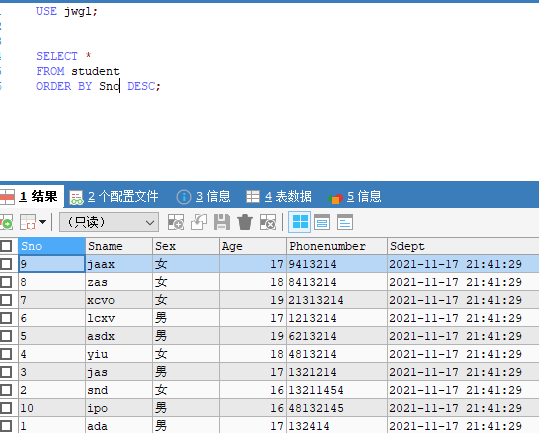 USE jwgl;
SELECT *
FROM student
ORDER BY Sno DESC;
1 结果 2 个配置文件 3 信息 4 表数据 5 信息
（只读）
Sno Sname Sex Age Phonenumber Sdept
9 jaax 女 17 9413214 2021-11-17 21:41:29
8 zas 女 18 8413214 2021-11-17 21:41:29
7 xcvo 女 19 21313214 2021-11-17 21:41:29
6 lcxv 男 17 1213214 2021-11-17 21:41:29
5 asdx 男 19 6213214 2021-11-17 21:41:29
4 yiu 女 18 4813214 2021-11-17 21:41:29
3 jas 男 17 1321214 2021-11-17 21:41:29
2 snd 女 16 13211454 2021-11-17 21:41:29
10 ipo 男 16 48132145 2021-11-17 21:41:29
1 ada 男 17 132414 2021-11-17 21:41:29